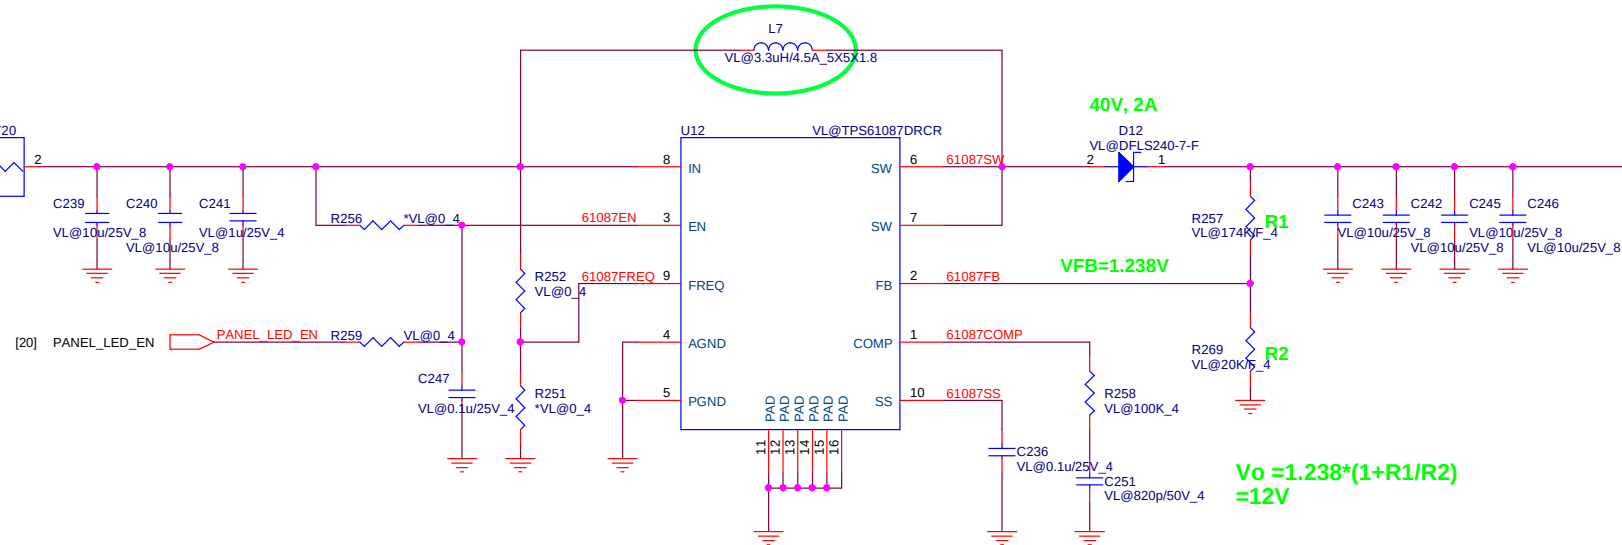 L7
VL@3.3uH/4.5A_5X5X1.8
40V, 2A
D12
VL@DFLS240-7-F
2
1
20
2
U12
VL@TPS61087DRCR
8
IN
SW
6
61087SW
C239
VL@10u/25V_8
C240
VL@10u/25V_8
C241
VL@1u/25V_4
R256
*VL@0_4
61087EN
3
EN
SW
7
R257
VL@174K/F_4
R1
C243
VL@10u/25V_8
C242
VL@10u/25V_8
C245
VL@10u/25V_8
C246
VL@10u/25V_8
VFB=1.238V
R252
VL@0_4
61087FREQ
9
FREQ
FB
2
61087FB
[20]
PANEL_LED_EN
PANEL_LED_EN
R259
VL@0_4
4
AGND
COMP
1
61087COMP
R269
VL@20K/F_4
R2
C247
VL@0.1u/25V_4
R251
*VL@0_4
5
PGND
SS
10
61087SS
R258
VL@100K_4
PAD
PAD
PAD
PAD
PAD
PAD
11
12
13
14
15
16
C236
VL@0.1u/25V_4
C251
VL@820p/50V_4
Vo =1.238*(1+R1/R2)
=12V